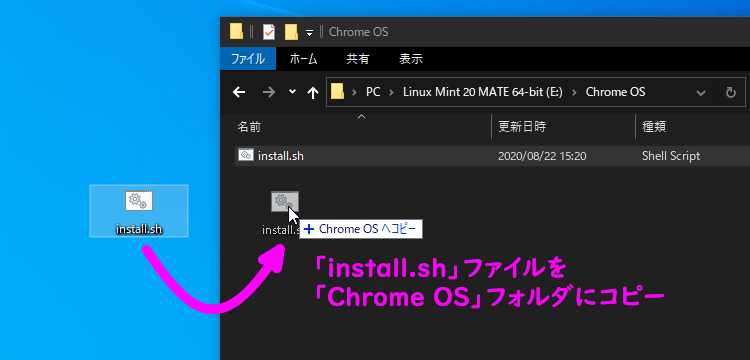 Chrome OS
ファイル ホーム 共有 表示
PC > Linux Mint 20 MATE 64-bit (E:) > Chrome OS
名前 更新日時 種類
install.sh 2020/08/22 15:20 Shell Script
install.sh
install.s
Chrome OS へコピー
「install.sh」ファイルを
「Chrome OS」フォルダにコピー